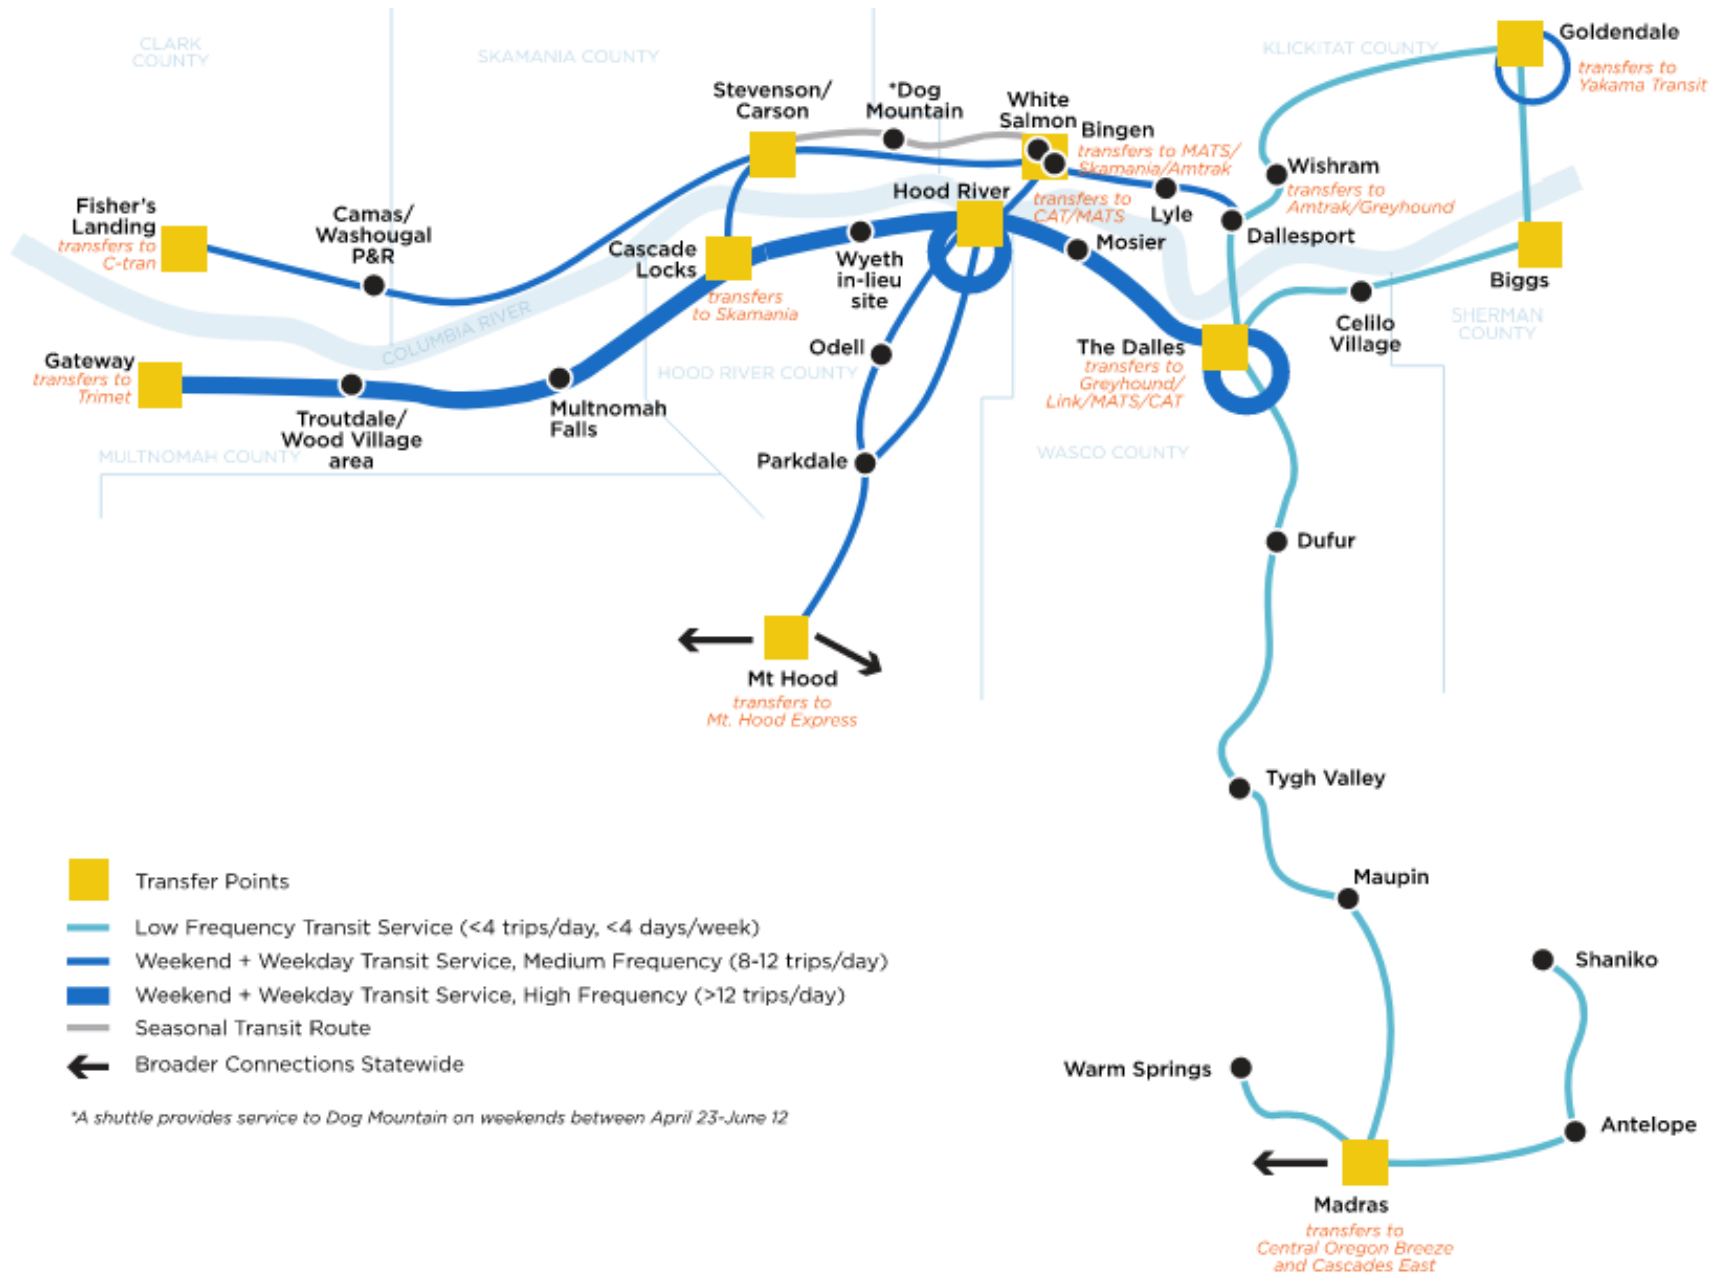 CLARK
COUNTY
SKAMANIA COUNTY
KLICKITAT COUNTY
Goldendale
transfers to
Yakama Transit
Stevenson/
Carson
*Dog
Mountain
White
Salmon
Bingen
transfers to MATS/
Skamania/Amtrak
Wishram
transfers to
Amtrak/Greyhound
Fisher's
Landing
transfers to
C-tran
Camas/
Washougal
P&R
Hood River
transfers to
CAT/MATS
Lyle
Dallesport
Cascade
Locks
transfers
to Skamania
Wyeth
in-lieu
site
Mosier
Biggs
COLUMBIA RIVER
Celilo
Village
SHERMAN
COUNTY
Gateway
transfers to
Trimet
Troutdale/
Wood Village
area
Multnomah
Falls
Odell
HOOD RIVER COUNTY
The Dalles
transfers to
Greyhound/
Link/MATS/CAT
MULTNOMAH COUNTY
Parkdale
WASCO COUNTY
Dufur
Mt Hood
transfers to
Mt. Hood Express
Tygh Valley
Maupin
Shaniko
Warm Springs
Antelope
Madras
transfers to
Central Oregon Breeze
and Cascades East
Transfer Points
Low Frequency Transit Service (<4 trips/day, <4 days/week)
Weekend + Weekday Transit Service, Medium Frequency (8-12 trips/day)
Weekend + Weekday Transit Service, High Frequency (>12 trips/day)
Seasonal Transit Route
Broader Connections Statewide
*A shuttle provides service to Dog Mountain on weekends between April 23-June 12